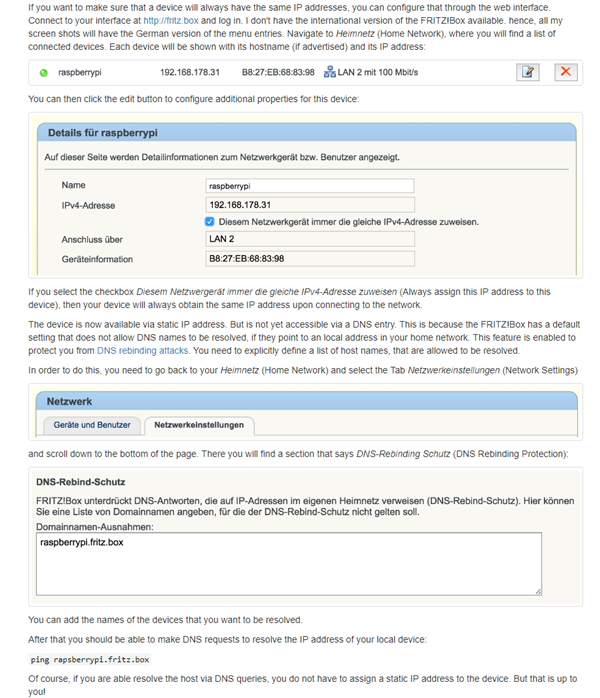 If you want to make sure that a device will always have the same IP addresses, you can configure that through the web interface.
Connect to your interface at http://fritz.box and log in. I don't have the international version of the FRITZ!Box available. hence, all my
screen shots will have the German version of the menu entries. Navigate to Heimnetz (Home Network), where you will find a list of
connected devices. Each device will be shown with its hostname (if advertised) and its IP address:
raspberrypi 192.168.178.31 B8:27:EB:68:83:98 LAN 2 mit 100 Mbit/s
You can then click the edit button to configure additional properties for this device:
Details für raspberrypi
Auf dieser Seite werden Detailinformationen zum Netzwerkgerät bzw. Benutzer angezeigt.
Name raspberrypi
IPv4-Adresse 192.168.178.31
Diesem Netzwerkgerät immer die gleiche IPv4-Adresse zuweisen.
Anschluss über LAN 2
Geräteinformation B8:27:EB:68:83:98
If you select the checkbox Diesem Netzwergerät immer die gleiche IPv4-Adresse zuweisen (Always assign this IP address to this
device), then your device will always obtain the same IP address upon connecting to the network.
The device is now available via static IP address. But is not yet accessible via a DNS entry. This is because the FRITZ!Box has a default
setting that does not allow DNS names to be resolved, if they point to an local address in your home network. This feature is enabled to
protect you from DNS rebinding attacks. You need to explicitly define a list of host names, that are allowed to be resolved.
In order to do this, you need to go back to your Heimnetz (Home Network) and select the Tab Netzwerkeinstellungen (Network Settings)
Netzwerk
Geräte und Benutzer Netzwerkeinstellungen
and scroll down to the bottom of the page. There you will find a section that says DNS-Rebinding Schutz (DNS Rebinding Protection):
DNS-Rebind-Schutz
FRITZ!Box unterdrückt DNS-Antworten, die auf IP-Adressen im eigenen Heimnetz verweisen (DNS-Rebind-Schutz). Hier können
Sie eine Liste von Domainnamen angeben, für die der DNS-Rebind-Schutz nicht gelten soll.
Domainnamen-Ausnahmen:
raspberrypi.fritz.box
You can add the names of the devices that you want to be resolved.
After that you should be able to make DNS requests to resolve the IP address of your local device:
ping rapsberrypi.fritz.box
Of course, if you are able resolve the host via DNS queries, you do not have to assign a static IP address to the device. But that is up to
you!